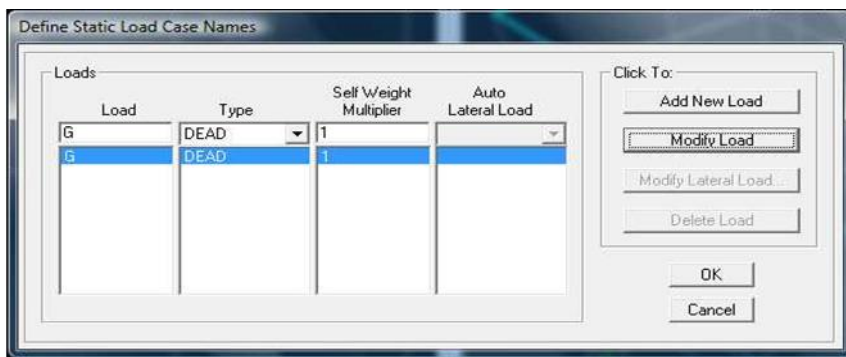 Define Static Load Case Names
Loads
Load Type Self Weight Multiplier Auto Lateral Load
G DEAD 1
G DEAD 1
Click To:
Add New Load
Modify Load
Modify Lateral Load...
Delete Load
OK
Cancel